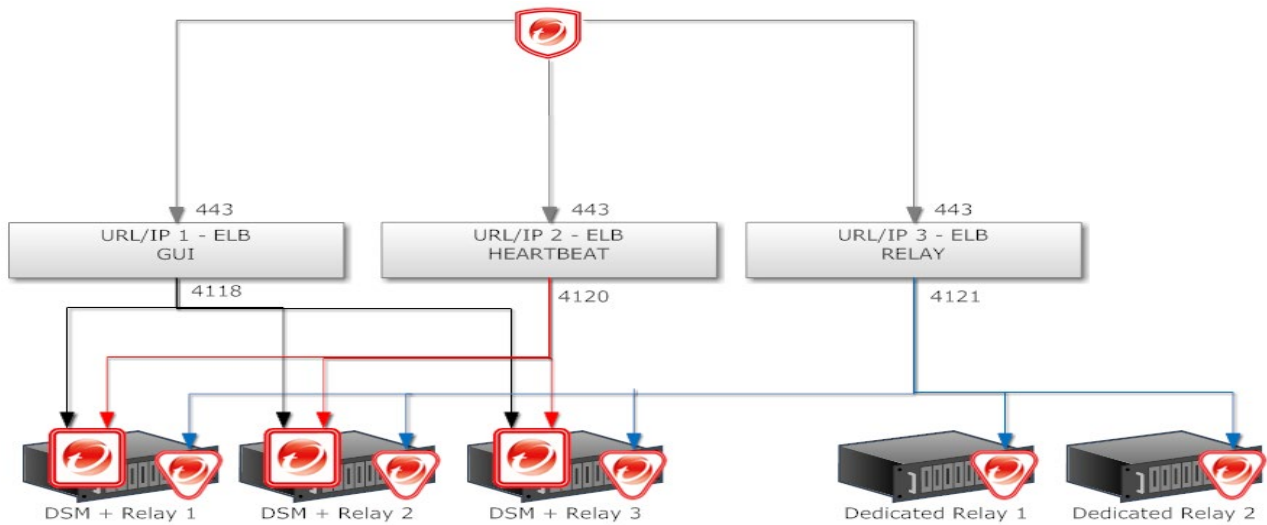 443
443
443
URL/IP 1 - ELB
GUI
URL/IP 2 - ELB
HEARTBEAT
URL/IP 3 - ELB
RELAY
4118
4120
4121
DSM + Relay 1
DSM + Relay 2
DSM + Relay 3
Dedicated Relay 1
Dedicated Relay 2